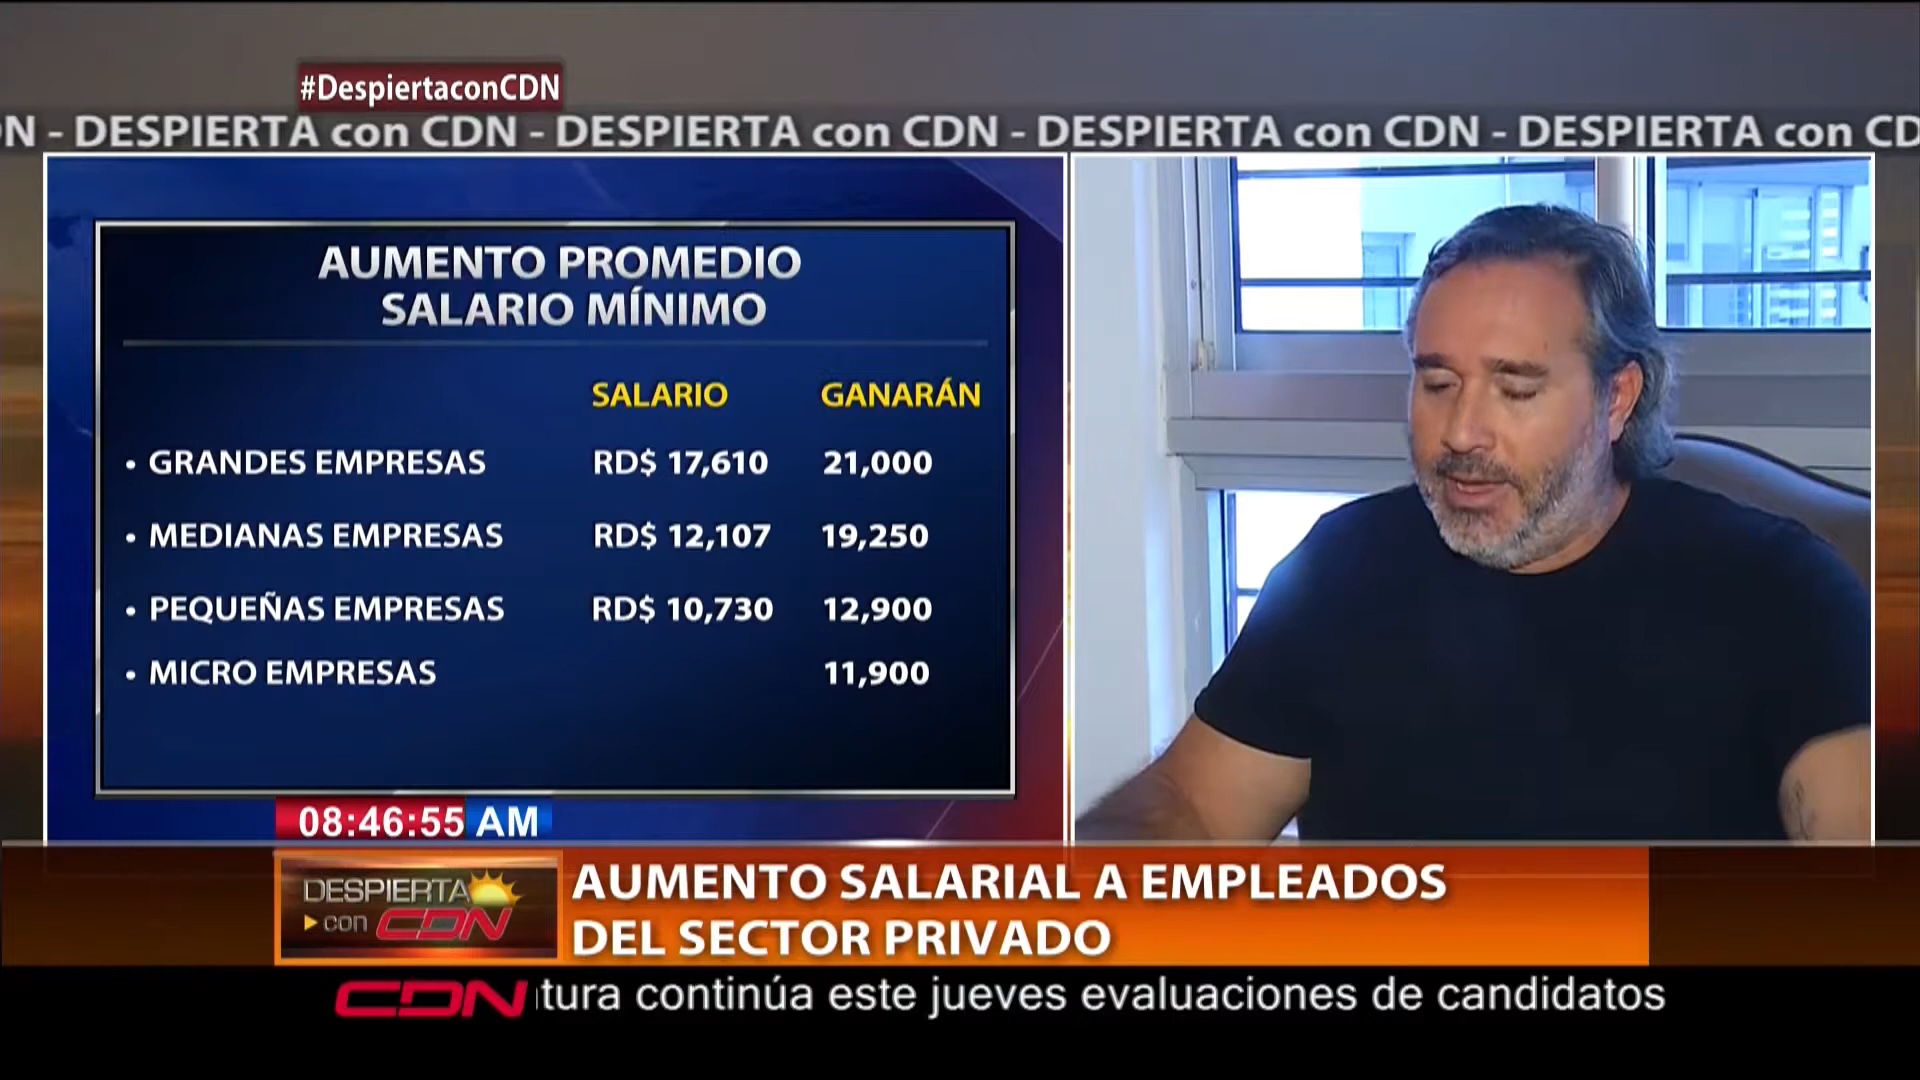 #DespiertaconCDN
DN - DESPIERTA con CDN - DESPIERTA con CDN - DESPIERTA con CDN - DESPIERTA con CD
AUMENTO PROMEDIO
SALARIO MÍNIMO
SALARIO GANARÁN
• GRANDES EMPRESAS RD$ 17,610 21,000
• MEDIANAS EMPRESAS RD$ 12,107 19,250
• PEQUEÑAS EMPRESAS RD$ 10,730 12,900
• MICRO EMPRESAS 11,900
08:46:55 AM
DESPIERTA
con CDN
AUMENTO SALARIAL A EMPLEADOS
DEL SECTOR PRIVADO
CDN tura continúa este jueves evaluaciones de candidatos